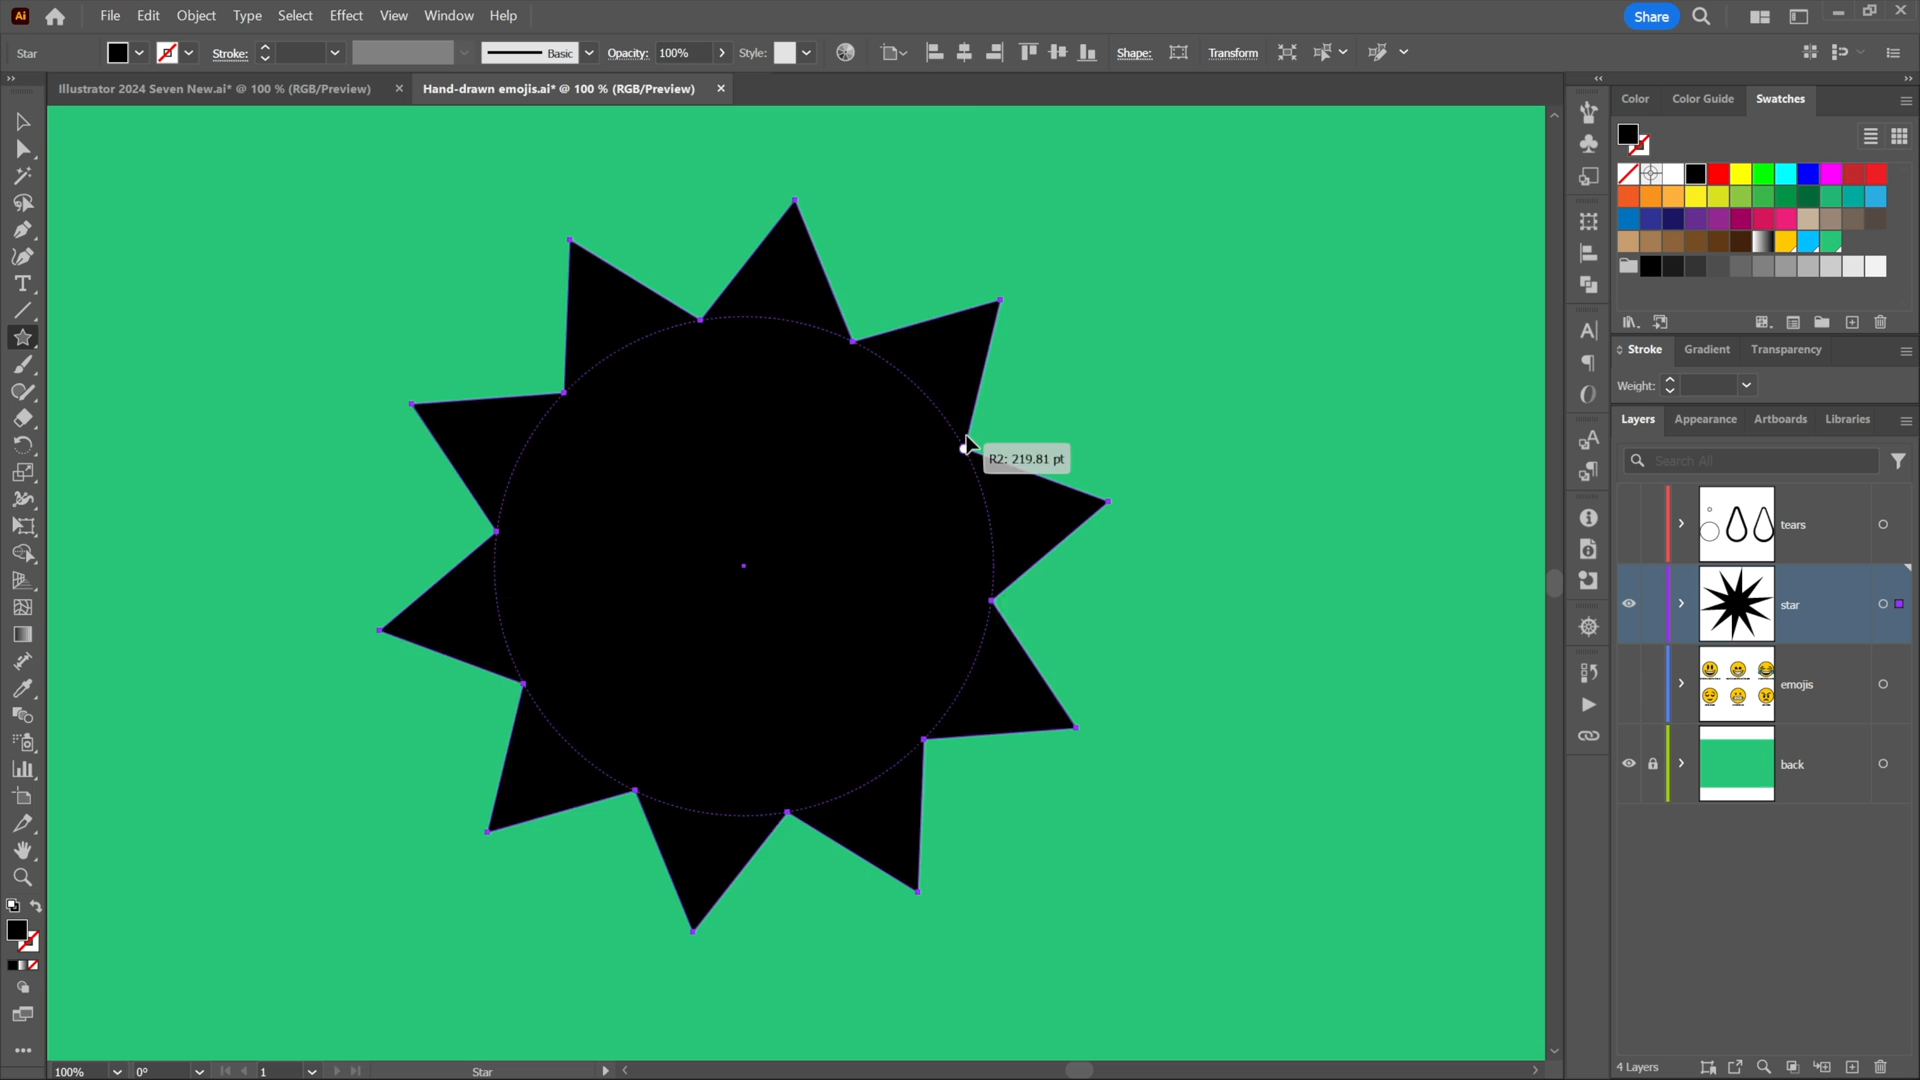 Ai File Edit Object Type Select Effect View Window Help Share
Star Stroke: Basic Opacity: 100% Style: Shape: Transform
Illustrator 2024 Seven New.ai* @ 100 % (RGB/Preview) × Hand-drawn emojis.ai* @ 100 % (RGB/Preview) ×
Color Color Guide Swatches
Stroke Gradient Transparency
Weight:
Layers Appearance Artboards Libraries
Search All
R2: 219.81 pt
tears
star
emojis
back
100% 0° 1 Star 4 Layers